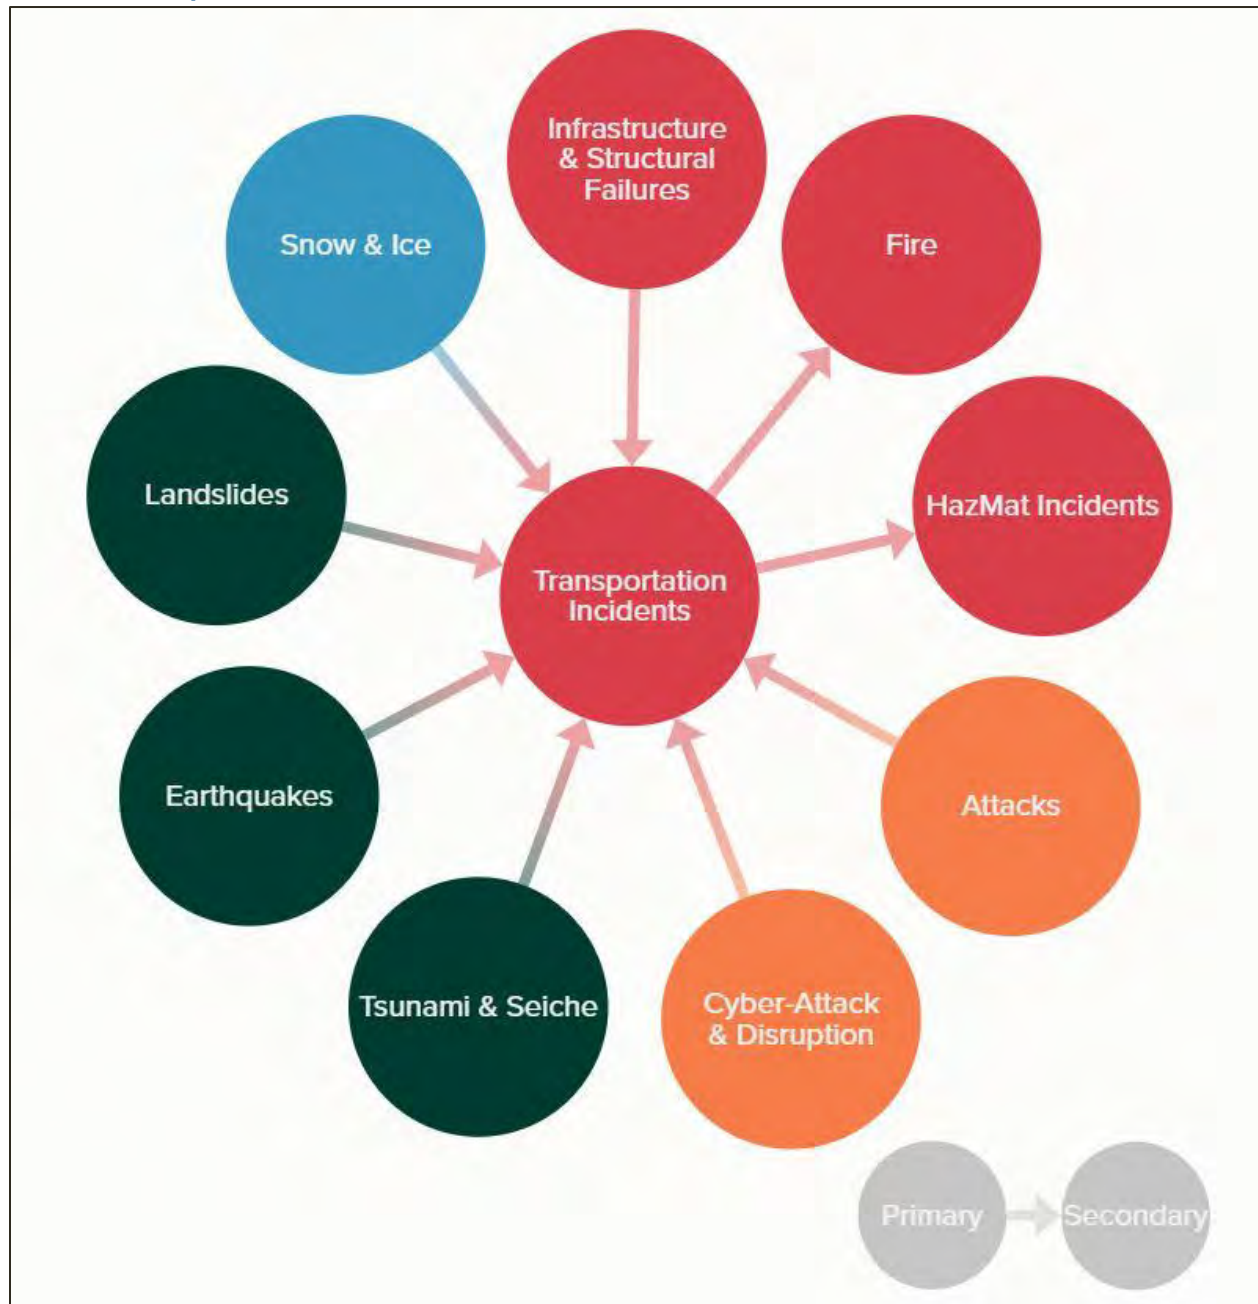 Infrastructure
& Structural
Failures
Snow & Ice
Fire
Landslides
HazMat Incidents
Transportation
Incidents
Earthquakes
Attacks
Tsunami & Seiche
Cyber-Attack
& Disruption
Primary
Secondary